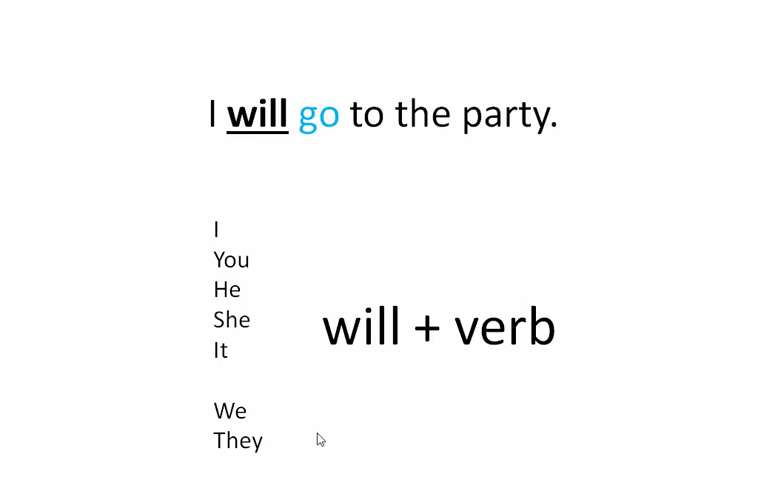 I will go to the party.
I
You
He
She
It
will + verb
We
They